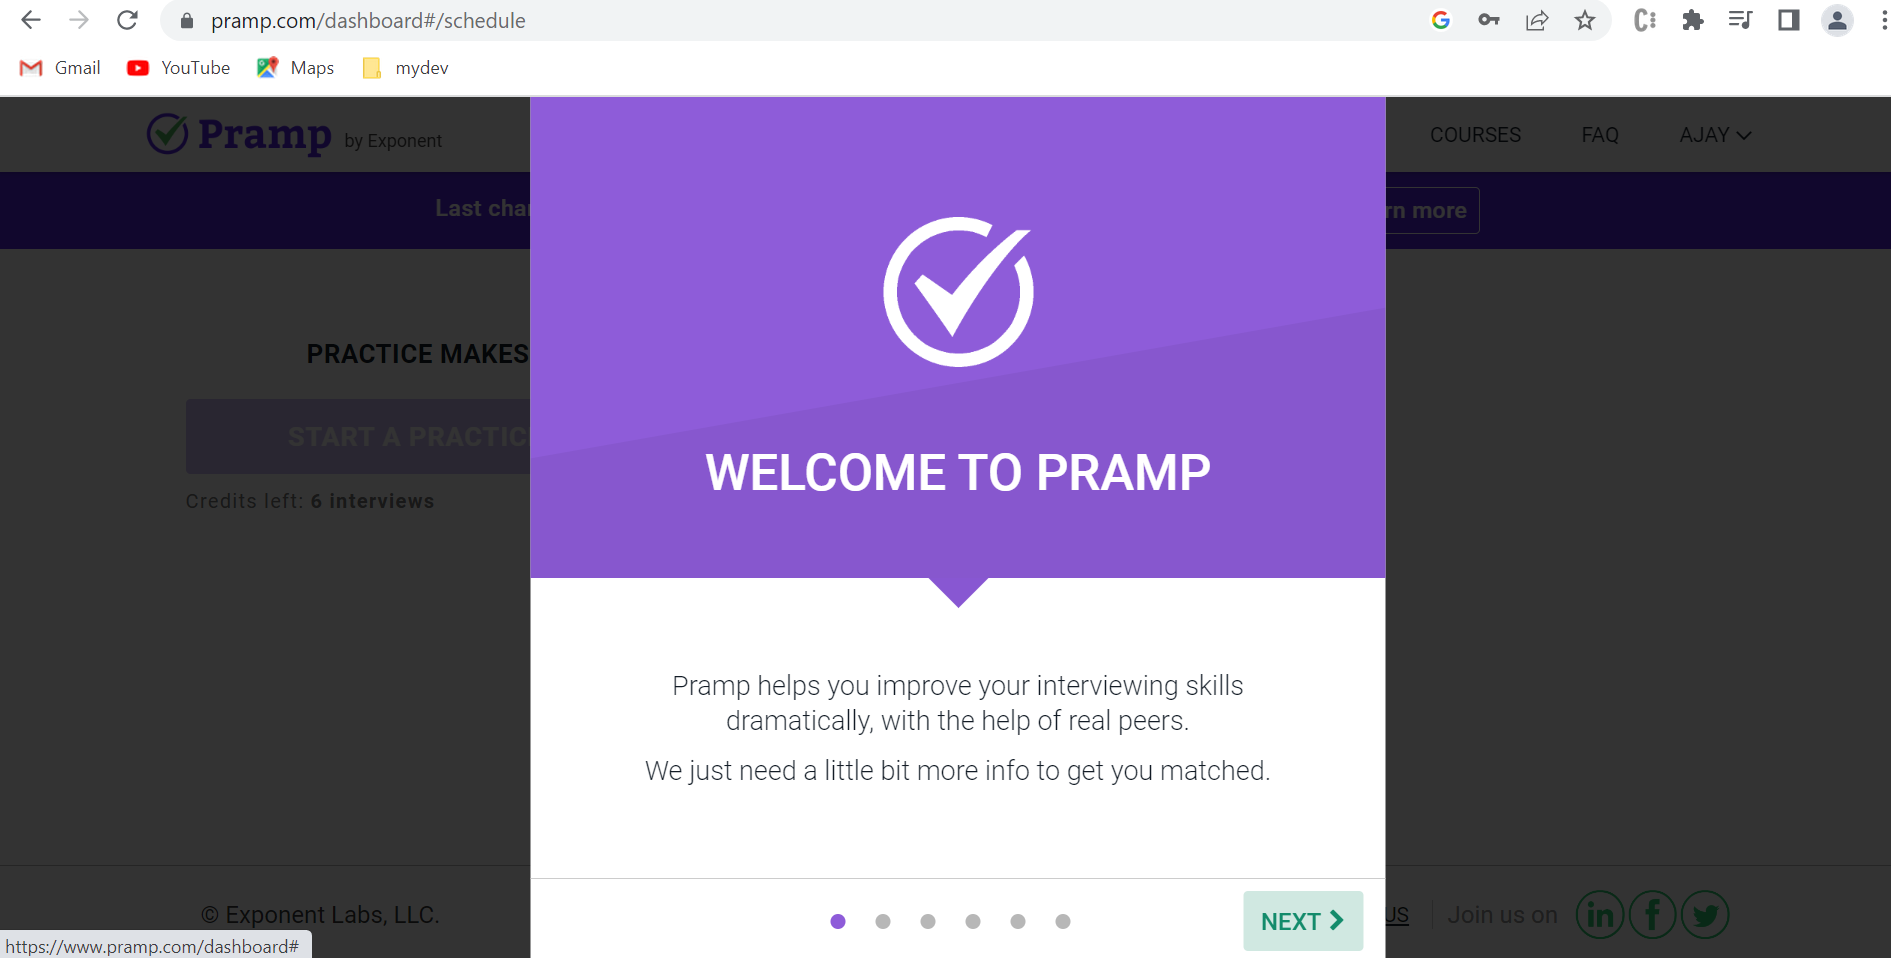 pramp.com/dashboard#/schedule
Gmail YouTube Maps mydev
Pramp by Exponent COURSES FAQ AJAY
Last rn more
PRACTICE MAKES
START A
Credits left: 6 interviews
WELCOME TO PRAMP
Pramp helps you improve your interviewing skills
dramatically, with the help of real peers.
We just need a little bit more info to get you matched.
NEXT
© Exponent Labs, LLC. US Join us on
https://www.pramp.com/dashboard#